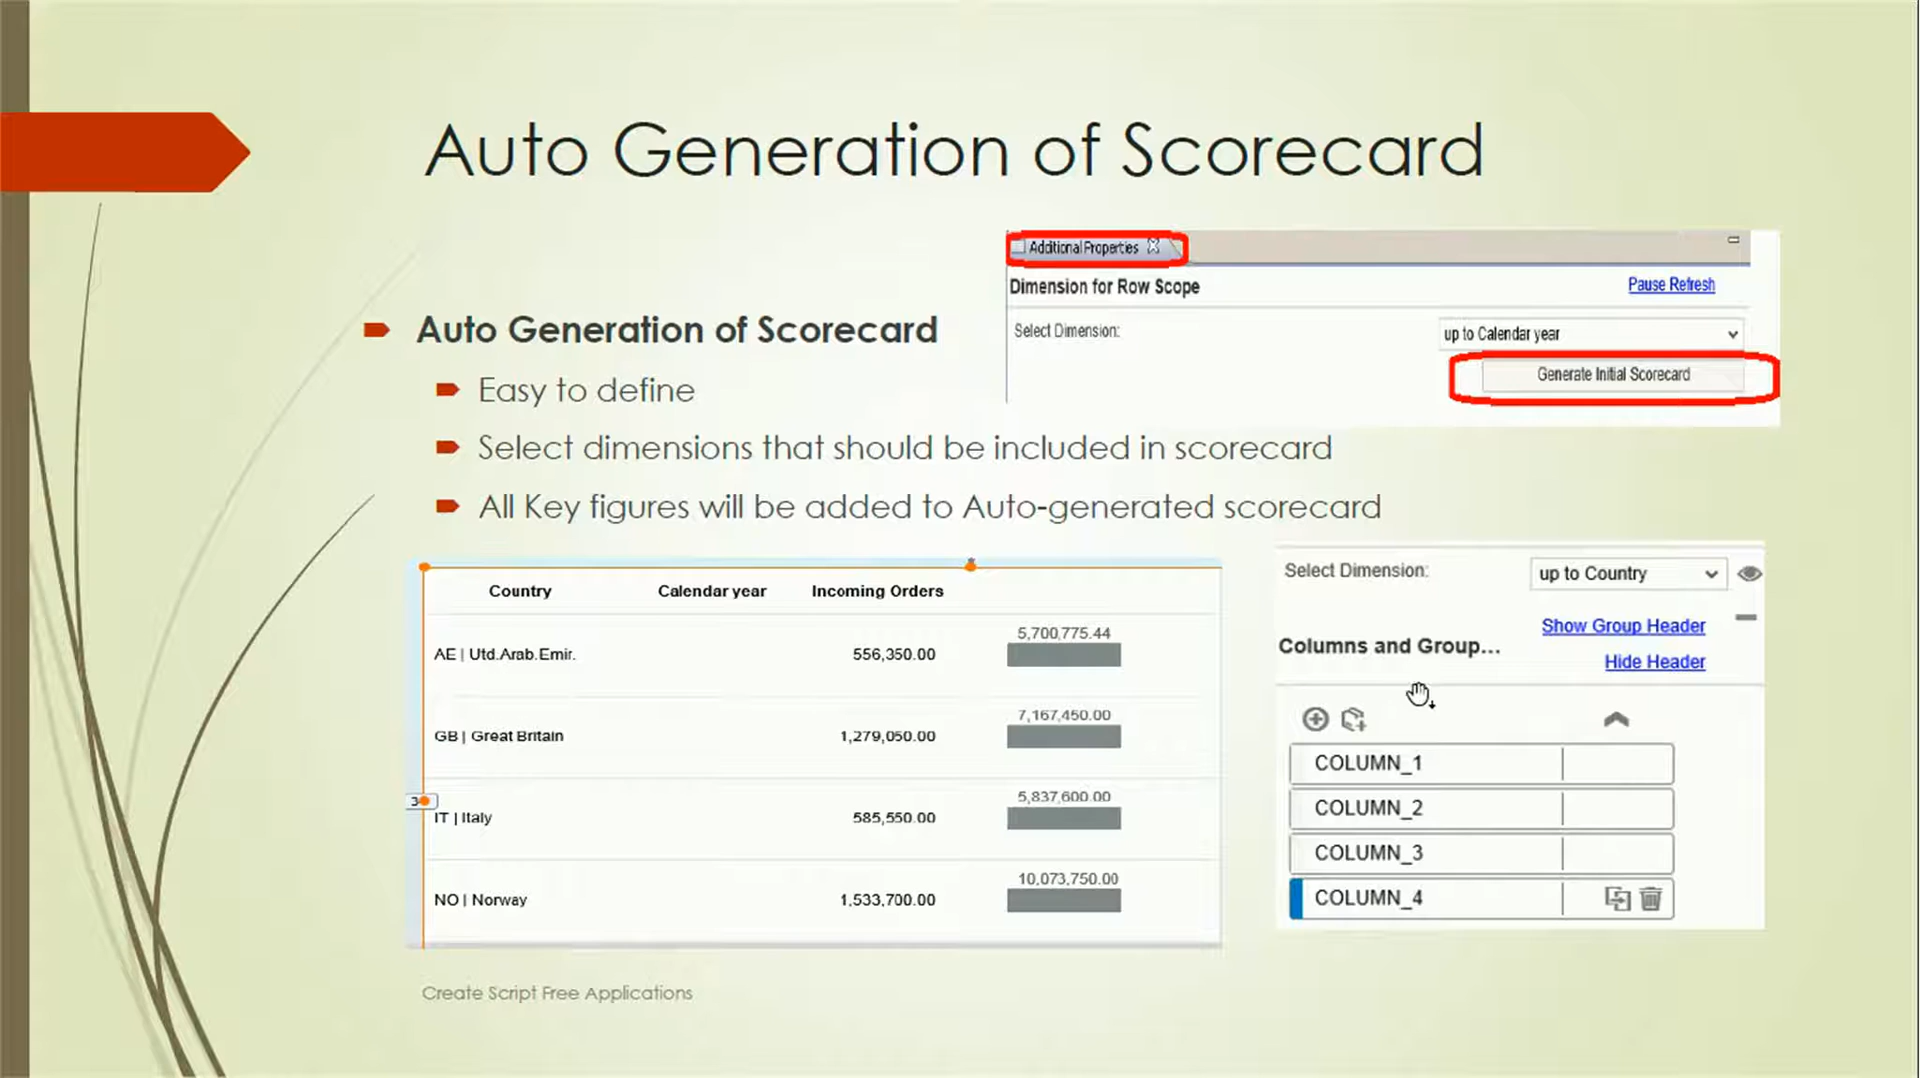 Auto Generation of Scorecard
Additional Properties
Dimension for Row Scope
Pause Refresh
Select Dimension:
up to Calendar year
Generate Initial Scorecard
Auto Generation of Scorecard
Easy to define
Select dimensions that should be included in scorecard
All Key figures will be added to Auto-generated scorecard
Country Calendar year Incoming Orders
5,700,775.44
AE | Utd.Arab.Emir. 556,350.00
7,167,450.00
GB | Great Britain 1,279,050.00
5,837,600.00
3
IT | Italy 585,550.00
10,073,750.00
NO | Norway 1,533,700.00
Select Dimension: up to Country
Show Group Header
Columns and Group...
Hide Header
COLUMN_1
COLUMN_2
COLUMN_3
COLUMN_4
Create Script Free Applications